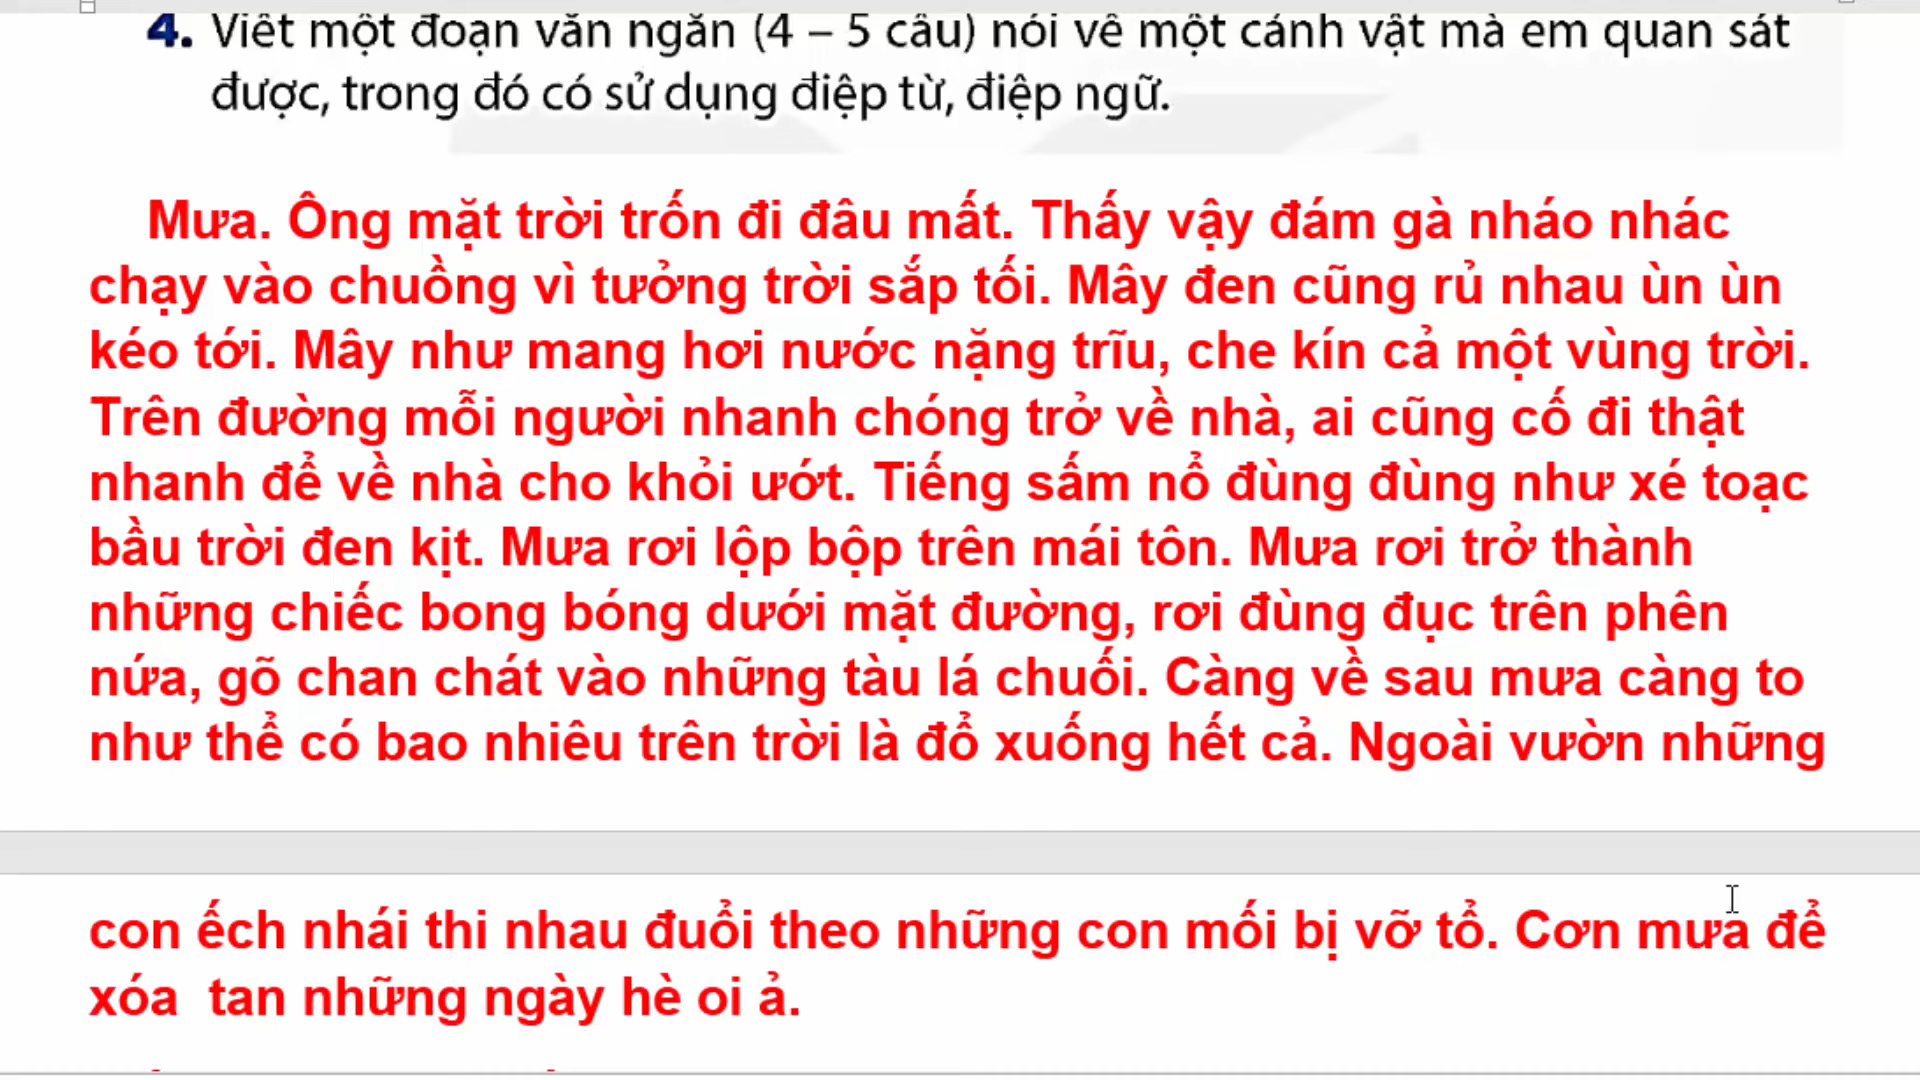 4. Viết một đoạn văn ngắn (4 – 5 câu) nói về một cảnh vật mà em quan sát
được, trong đó có sử dụng điệp từ, điệp ngữ.
Mưa. Ông mặt trời trốn đi đâu mất. Thấy vậy đám gà nháo nhác
chạy vào chuồng vì tưởng trời sắp tối. Mây đen cũng rủ nhau ùn ùn
kéo tới. Mây như mang hơi nước nặng trĩu, che kín cả một vùng trời.
Trên đường mỗi người nhanh chóng trở về nhà, ai cũng cố đi thật
nhanh để về nhà cho khỏi ướt. Tiếng sấm nổ đùng đùng như xé toạc
bầu trời đen kịt. Mưa rơi lộp bộp trên mái tôn. Mưa rơi trở thành
những chiếc bong bóng dưới mặt đường, rơi đùng đục trên phên
nứa, gõ chan chát vào những tàu lá chuối. Càng về sau mưa càng to
như thể có bao nhiêu trên trời là đổ xuống hết cả. Ngoài vườn những
con ếch nhái thi nhau đuổi theo những con mối bị vỡ tổ. Cơn mưa để
xóa  tan những ngày hè oi ả.